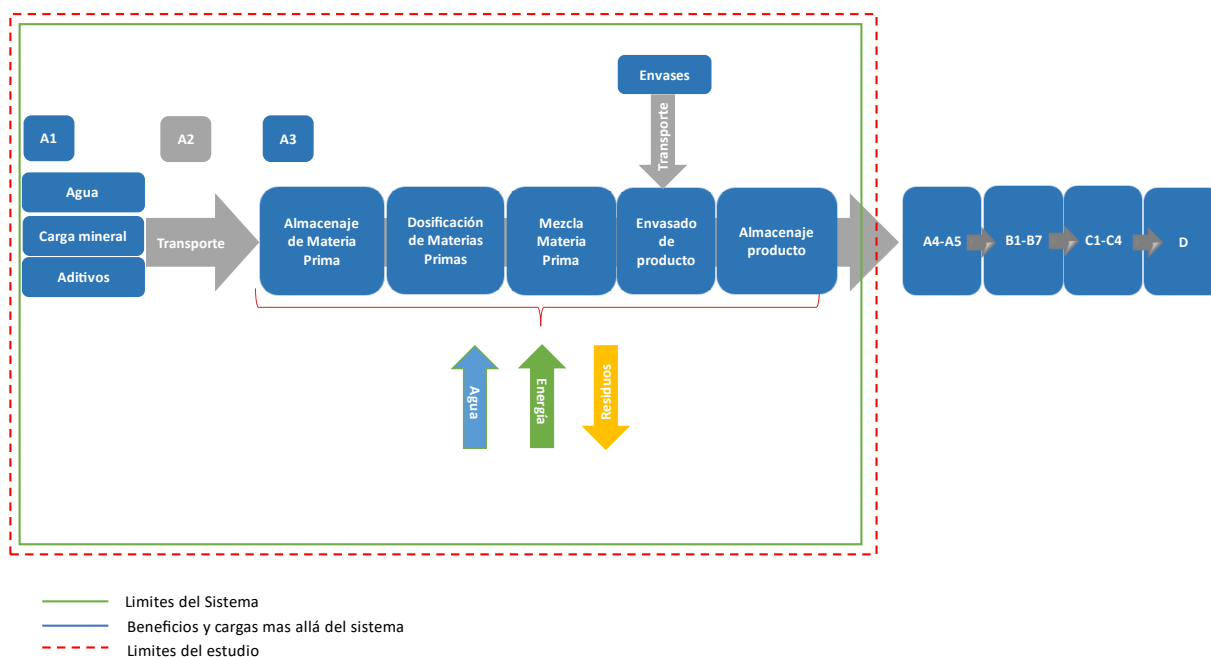 Envases
Transporte
A1
A2
A3
Agua
Carga mineral
Aditivos
Transporte
Almacenaje
de Materia
Prima
Dosificación
de Materias
Primas
Mezcla
Materia
Prima
Envasado
de
producto
Almacenaje
producto
A4-A5
B1-B7
C1-C4
D
Agua
Energía
Residuos
Limites del Sistema
Beneficios y cargas mas allá del sistema
Limites del estudio